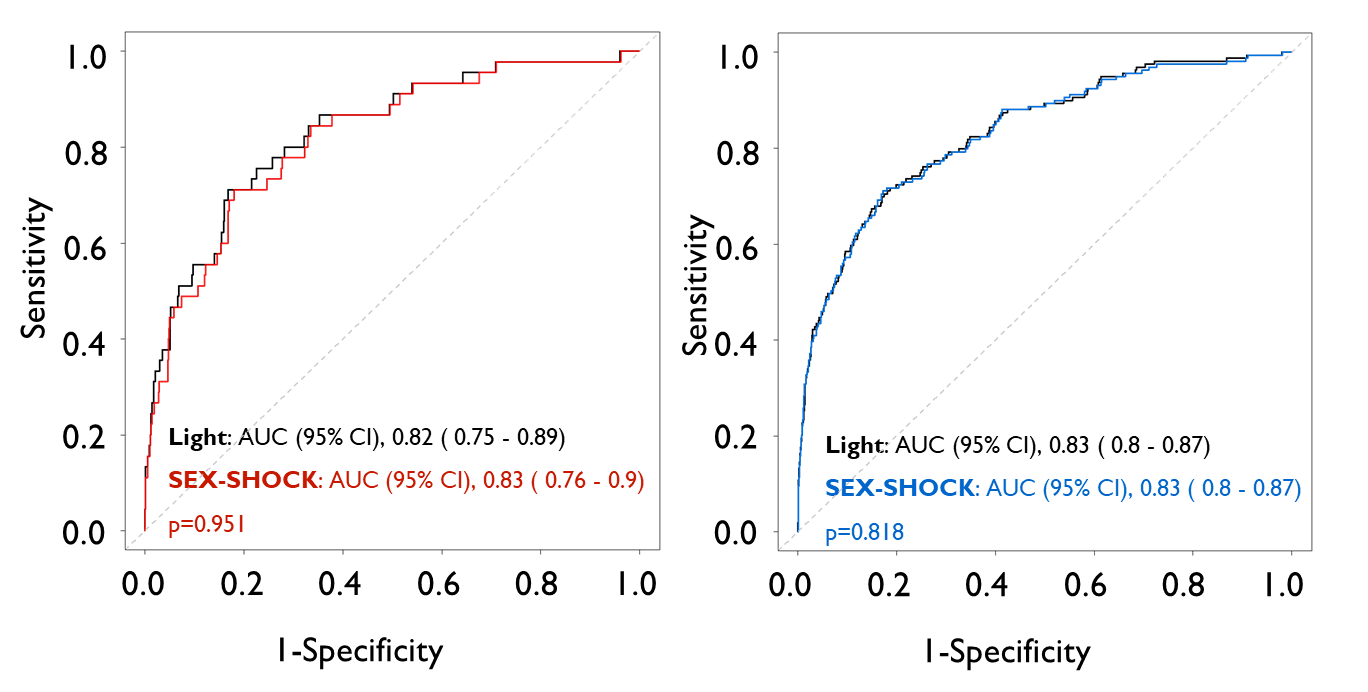 Sensitivity
1.0
0.8
0.6
0.4
0.2
0.0
Light: AUC (95% CI), 0.82 ( 0.75 - 0.89)
SEX-SHOCK: AUC (95% CI), 0.83 ( 0.76 - 0.9)
p=0.951
0.0 0.2 0.4 0.6 0.8 1.0
1-Specificity
Sensitivity
1.0
0.8
0.6
0.4
0.2
0.0
Light: AUC (95% CI), 0.83 ( 0.8 - 0.87)
SEX-SHOCK: AUC (95% CI), 0.83 ( 0.8 - 0.87)
p=0.818
0.0 0.2 0.4 0.6 0.8 1.0
1-Specificity